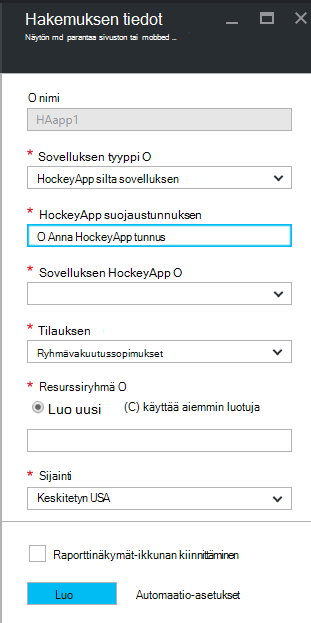 Hakemuksen tiedot
Näytön md parantaa sivuston tai mobbed ...
O nimi
HAapp1
* Sovelluksen tyyppi O
HockeyApp silta sovelluksen
* HockeyApp suojaustunnuksen
O Anna HockeyApp tunnus
* Sovelluksen HockeyApp O
* Tilauksen
Ryhmävakuutussopimukset
* Resurssiryhmä O
Luo uusi (C) käyttää aiemmin luotuja
* Sijainti
Keskitetyn USA
Raporttinäkymät-ikkunan kiinnittäminen
Luo Automaatio-asetukset